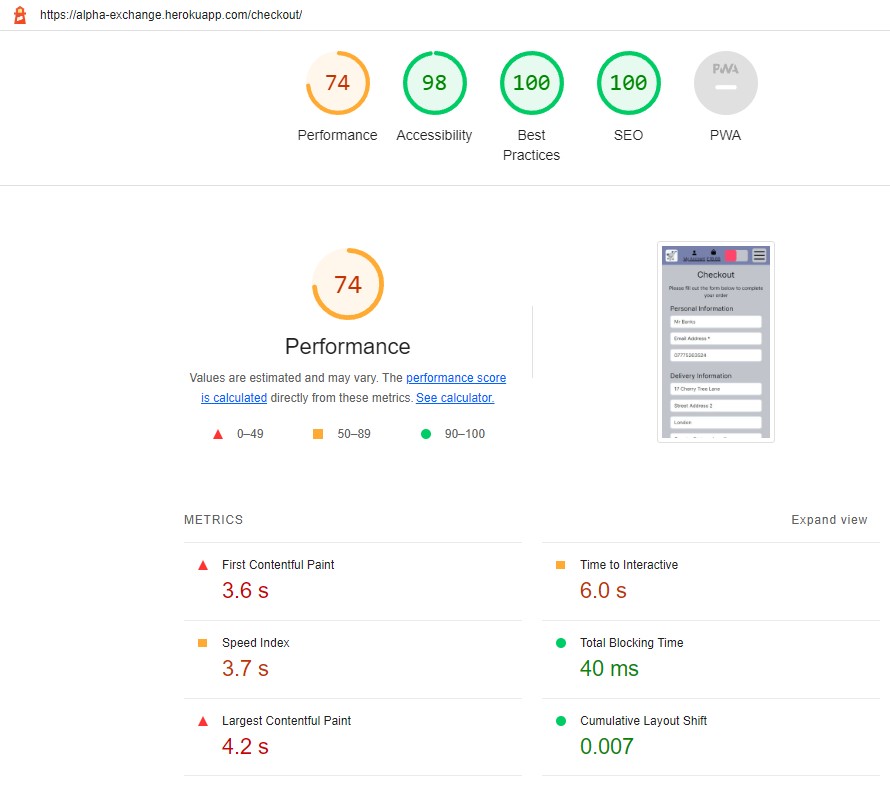 https://alpha-exchange.herokuapp.com/checkout/
74
98
100
100
PWA
Performance
Accessibility
Best
Practices
SEO
PWA
74
Performance
Values are estimated and may vary. The performance score
is calculated directly from these metrics. See calculator.
0–49
50–89
90–100
Checkout
Please fill out the form below to complete
your order
Personal Information
Mr Banks
Email Address *
Delivery Information
17 Cherry Tree Lane
Street Address 2
London
METRICS
Expand view
First Contentful Paint
3.6 s
Time to Interactive
6.0 s
Speed Index
3.7 s
Total Blocking Time
40 ms
Largest Contentful Paint
4.2 s
Cumulative Layout Shift
0.007